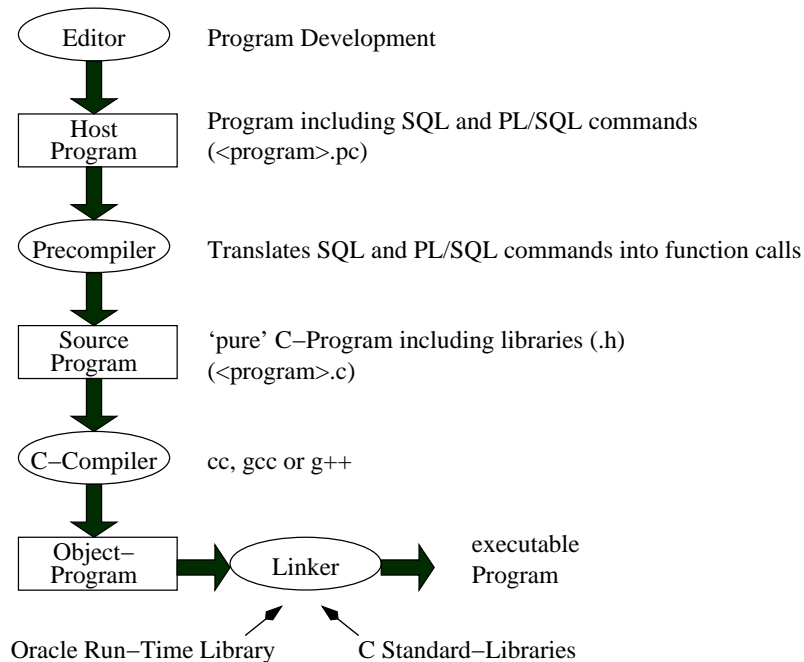 Editor
Program Development
Host
Program
Program including SQL and PL/SQL commands
(<program>.pc)
Precompiler
Translates SQL and PL/SQL commands into function calls
Source
Program
‘pure’ C−Program including libraries (.h)
(<program>.c)
C−Compiler
cc, gcc or g++
Object−
Program
Linker
executable
Program
Oracle Run−Time Library
C Standard−Libraries